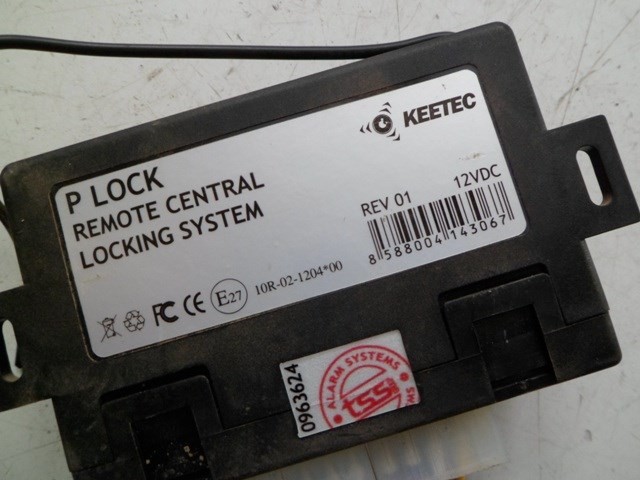 KEETEC
P LOCK
REMOTE CENTRAL
LOCKING SYSTEM
REV 01 12VDC
8 588004 143067
FC CE E27 10R-02-1204*00
0963624
ALARM SYSTEMS
tss
SMS